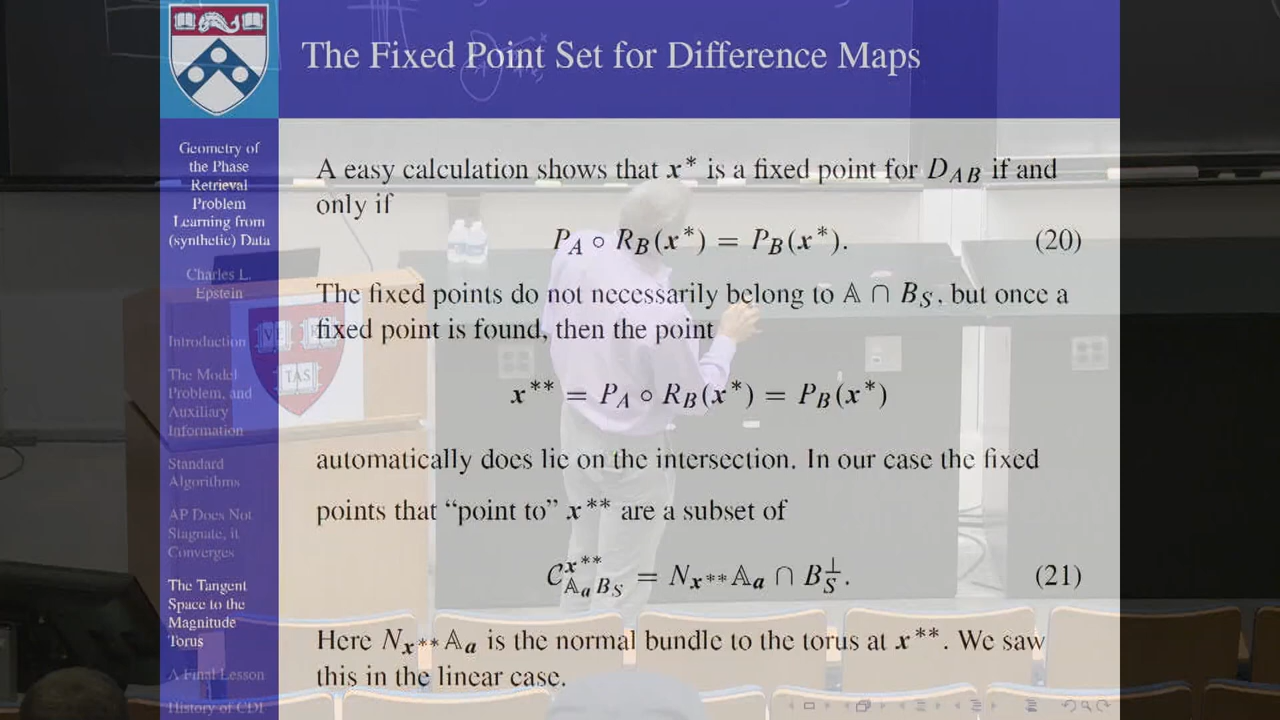 The Fixed Point Set for Difference Maps
Geometry of
the Phase
Retrieval
Problem
Learning from
(synthetic) Data
Charles L.
Epstein
Introduction
The Model
Problem, and
Auxiliary
Information
Standard
Algorithms
AP Does Not
Stagnate, it
Converges
The Tangent
Space to the
Magnitude
Torus
A Final Lesson
History of CDI
A easy calculation shows that x* is a fixed point for D_{AB} if and
only if
P_A ∘ R_B(x*) = P_B(x*). (20)
The fixed points do not necessarily belong to 𝔸 ∩ B_S, but once a
fixed point is found, then the point
x** = P_A ∘ R_B(x*) = P_B(x*)
automatically does lie on the intersection. In our case the fixed
points that “point to” x** are a subset of
C^{x**}_{𝔸_a B_S} = N_{x**}𝔸_a ∩ B_S^⊥. (21)
Here N_{x**}𝔸_a is the normal bundle to the torus at x**. We saw
this in the linear case.
VE RI
TAS